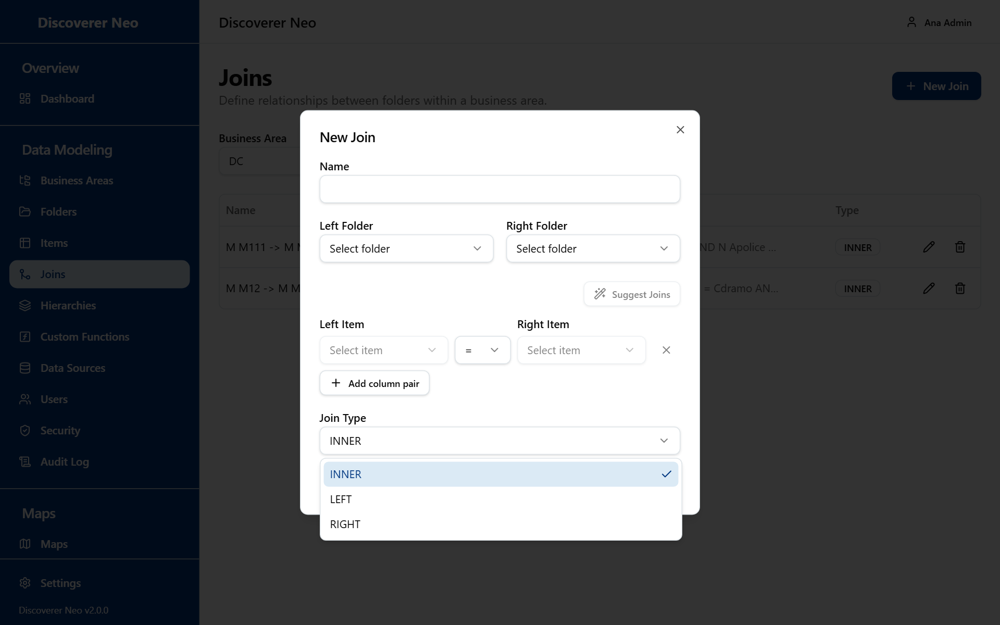 Discoverer Neo
Discoverer Neo
Ana Admin
Overview
Dashboard
Data Modeling
Business Areas
Folders
Items
Joins
Hierarchies
Custom Functions
Data Sources
Users
Security
Audit Log
Maps
Maps
Settings
Discoverer Neo v2.0.0
Joins
Define relationships between folders within a business area.
New Join
Business Area
DC
Name
Type
M M111 -> M
ND N Apolice ...
INNER
M M12 -> M M
= Cdramo AN...
INNER
New Join
Name
Left Folder
Right Folder
Select folder
Select folder
Suggest Joins
Left Item
Right Item
Select item
=
Select item
Add column pair
Join Type
INNER
INNER
LEFT
RIGHT